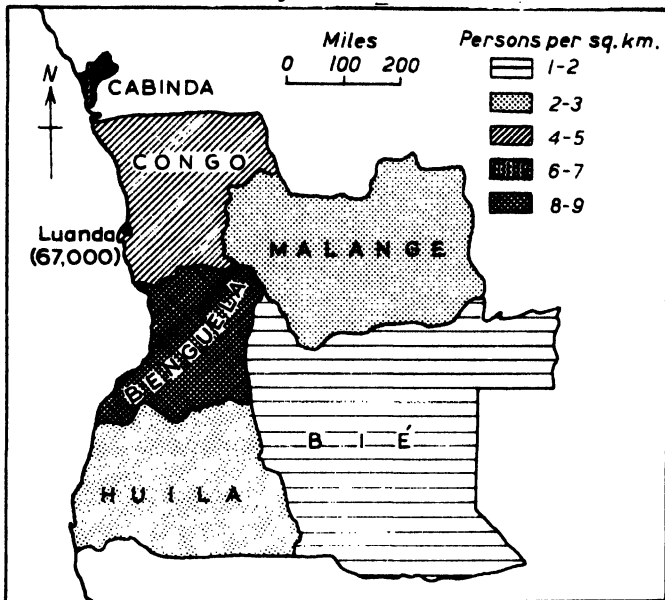 Miles
0 100 200
Persons per sq. km.
1-2
2-3
4-5
6-7
8-9
N
CABINDA
CONGO
Luanda
(67,000)
MALANGE
BENGUELA
BIÉ
HUILA